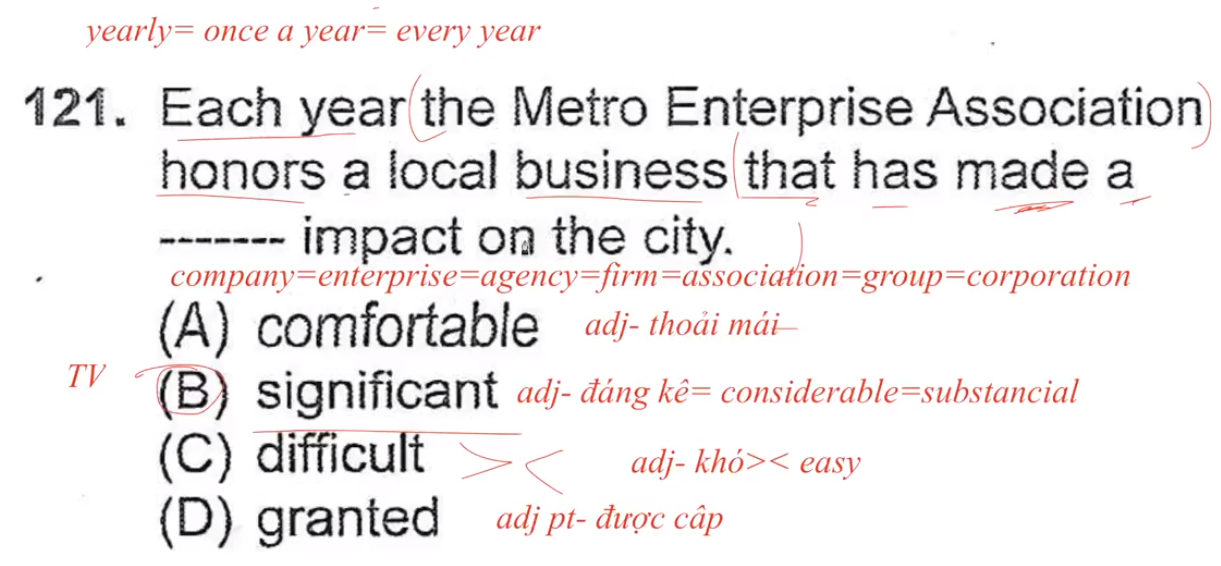 yearly= once a year= every year
121. Each year the Metro Enterprise Association
honors a local business that has made a
------- impact on the city.
company=enterprise=agency=firm=association=group=corporation
(A) comfortable adj- thoải mái
TV (B) significant adj- đáng kê= considerable=substancial
(C) difficult adj- khó>< easy
(D) granted adj pt- được câp